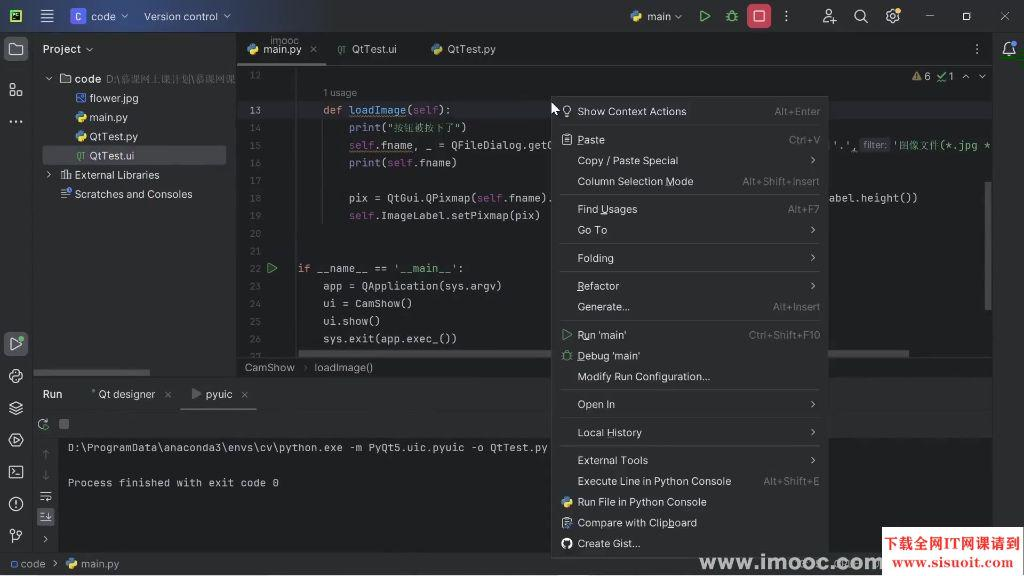 C code
Version control
main
Project
imooc
main.py
QtTest.ui
QtTest.py
code D:\慕课网上课计划\慕课网课
flower.jpg
main.py
QtTest.py
QtTest.ui
External Libraries
Scratches and Consoles
6 1
12
1 usage
13 def loadImage(self):
14 print("按钮被按下了")
15 self.fname, _ = QFileDialog.getO '.', filter: '图像文件(*.jpg *
16 print(self.fname)
17
18 pix = QtGui.QPixmap(self.fname). label.height())
19 self.ImageLabel.setPixmap(pix)
20
21
22 if __name__ == '__main__':
23 app = QApplication(sys.argv)
24 ui = CamShow()
25 ui.show()
26 sys.exit(app.exec_())
27
CamShow > loadImage()
Show Context Actions Alt+Enter
Paste Ctrl+V
Copy / Paste Special
Column Selection Mode Alt+Shift+Insert
Find Usages Alt+F7
Go To
Folding
Refactor
Generate... Alt+Insert
Run 'main' Ctrl+Shift+F10
Debug 'main'
Modify Run Configuration...
Open In
Local History
External Tools
Execute Line in Python Console Alt+Shift+E
Run File in Python Console
Compare with Clipboard
Create Gist...
Run
Qt designer
pyuic
D:\ProgramData\anaconda3\envs\cv\python.exe -m PyQt5.uic.pyuic -o QtTest.py
Process finished with exit code 0
code > main.py
www.imooc.com
下载全网IT网课请到
www.sisuoit.com